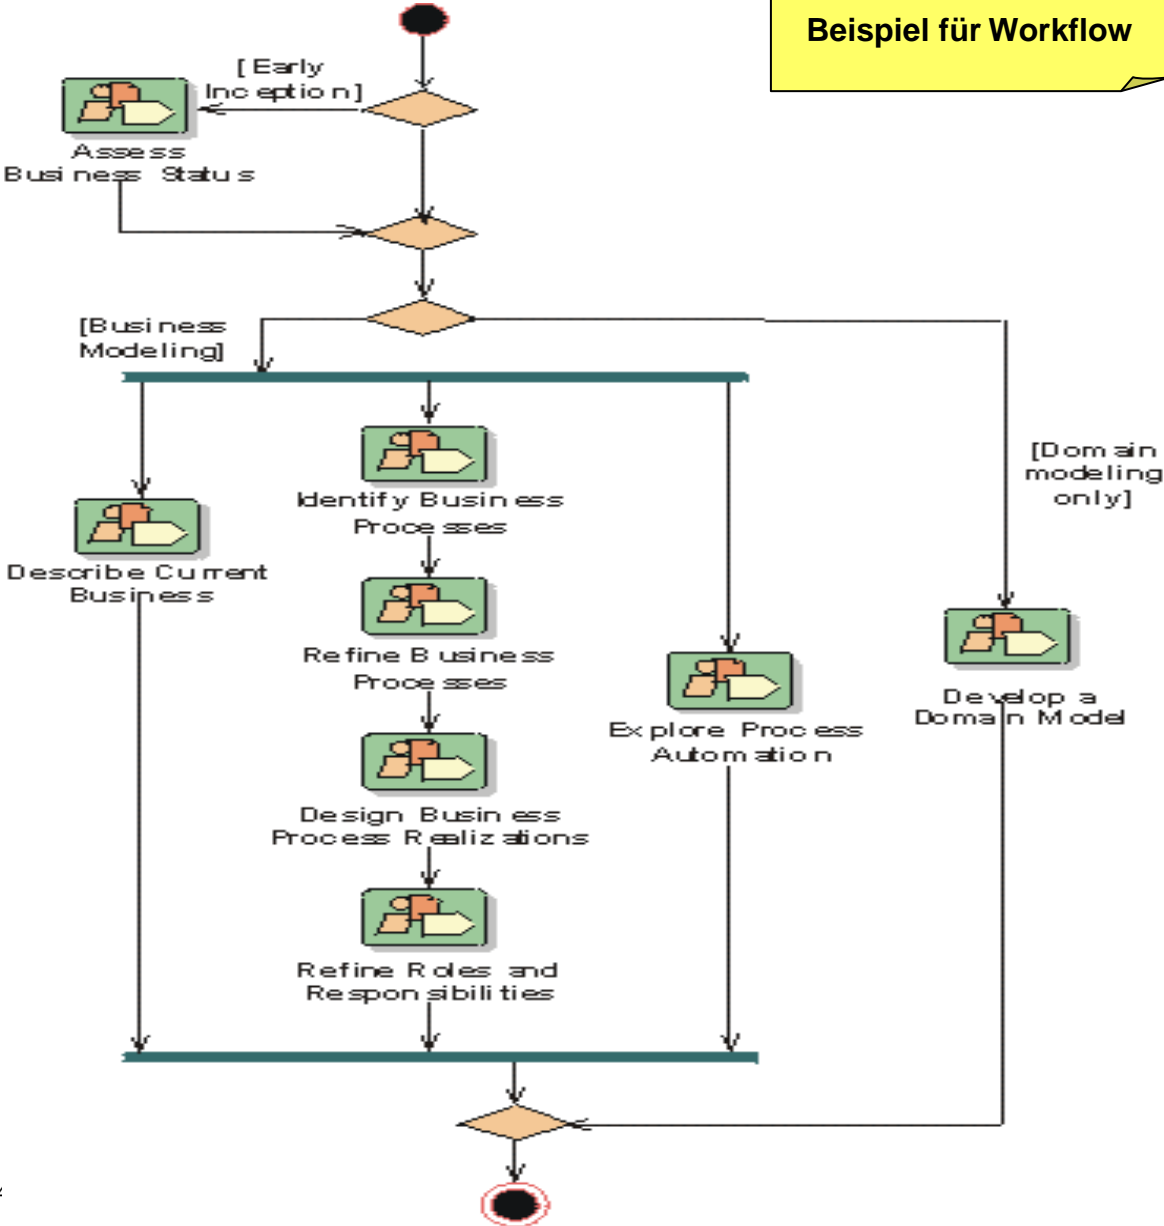 Beispiel für Workflow
[Early
Inception]
Assess
Business Status
[Business
Modeling]
[Domain
modeling
only]
Identify Business
Processes
Describe Current
Business
Refine Business
Processes
Develop a
Domain Model
Explore Process
Automation
Design Business
Process Realizations
Refine Roles and
Responsibilities